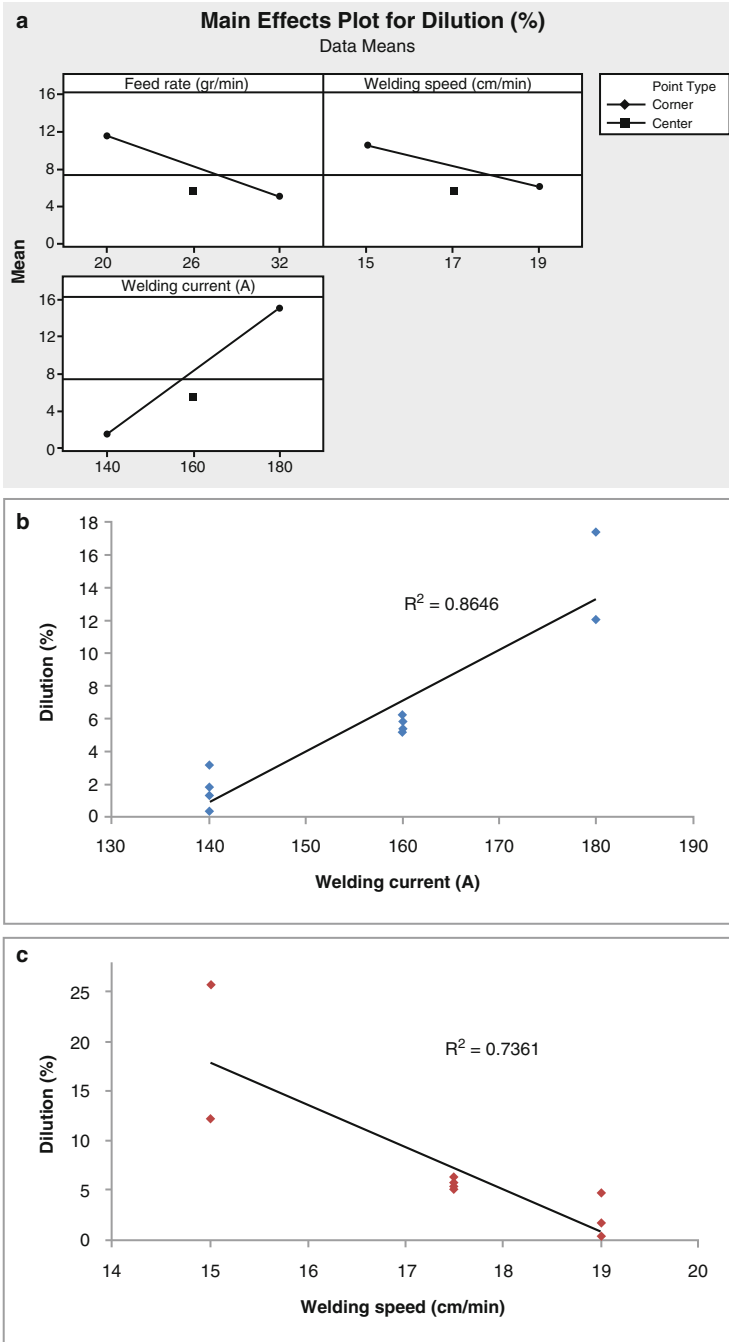 a
Main Effects Plot for Dilution (%)
Data Means
Feed rate (gr/min)
Welding speed (cm/min)
Point Type
Corner
Center
16
12
8
4
0
20 26 32
15 17 19
Mean
Welding current (A)
16
12
8
4
0
140 160 180
b
18
16
14
12
10
8
6
4
2
0
R² = 0.8646
Dilution (%)
130 140 150 160 170 180 190
Welding current (A)
c
25
20
15
10
5
0
R² = 0.7361
Dilution (%)
14 15 16 17 18 19 20
Welding speed (cm/min)